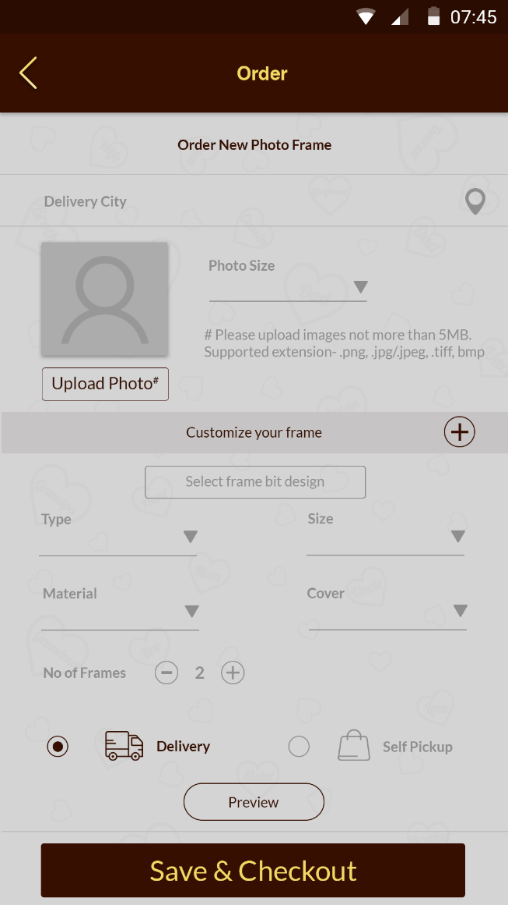 07:45
Order
Order New Photo Frame
Delivery City
Photo Size
# Please upload images not more than 5MB.
Supported extension- .png, .jpg/.jpeg, .tiff, bmp
Upload Photo#
Customize your frame
Select frame bit design
Type
Size
Material
Cover
No of Frames 2
Delivery
Self Pickup
Preview
Save & Checkout